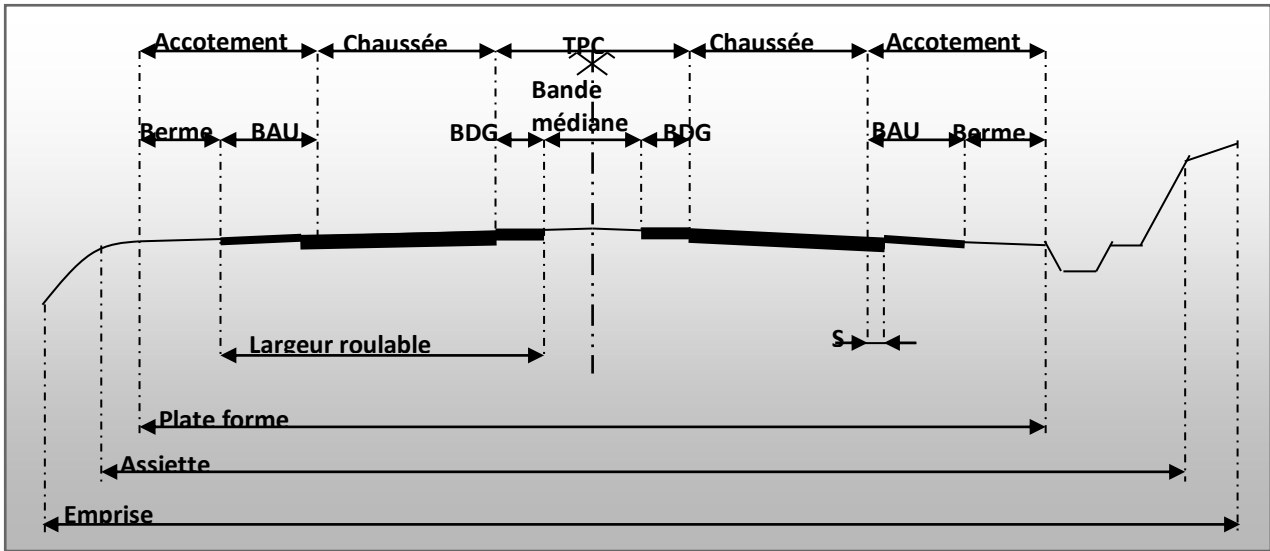 Accotement Chaussée TPC Chaussée Accotement
Bande
médiane
Berme BAU BDG BDG BAU Berme
Largeur roulable S
Plate forme
Assiette
Emprise